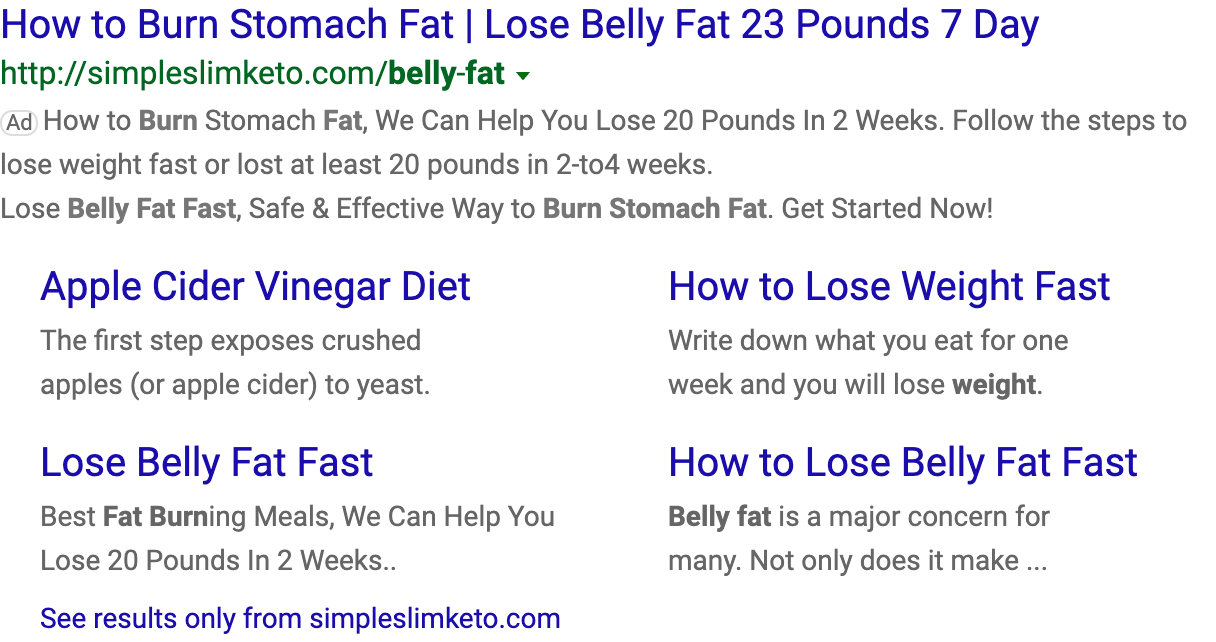 How to Burn Stomach Fat | Lose Belly Fat 23 Pounds 7 Day
http://simpleslimketo.com/belly-fat
Ad How to Burn Stomach Fat, We Can Help You Lose 20 Pounds In 2 Weeks. Follow the steps to
lose weight fast or lost at least 20 pounds in 2-to4 weeks.
Lose Belly Fat Fast, Safe & Effective Way to Burn Stomach Fat. Get Started Now!
Apple Cider Vinegar Diet
The first step exposes crushed
apples (or apple cider) to yeast.
How to Lose Weight Fast
Write down what you eat for one
week and you will lose weight.
Lose Belly Fat Fast
Best Fat Burning Meals, We Can Help You
Lose 20 Pounds In 2 Weeks..
How to Lose Belly Fat Fast
Belly fat is a major concern for
many. Not only does it make ...
See results only from simpleslimketo.com